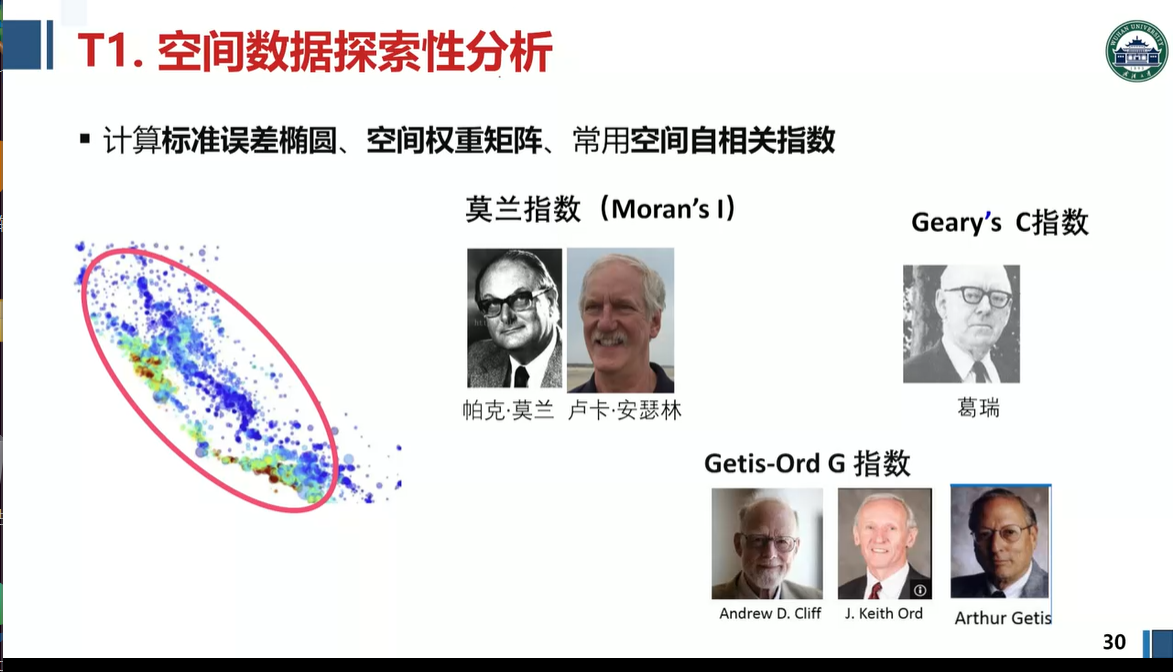 T1. 空间数据探索性分析
▪ 计算标准误差椭圆、空间权重矩阵、常用空间自相关指数
莫兰指数（Moran’s I）
Geary’s C指数
帕克·莫兰 卢卡·安瑟林
葛瑞
Getis-Ord G 指数
Andrew D. Cliff
J. Keith Ord
Arthur Getis
30
WUHAN UNIVERSITY